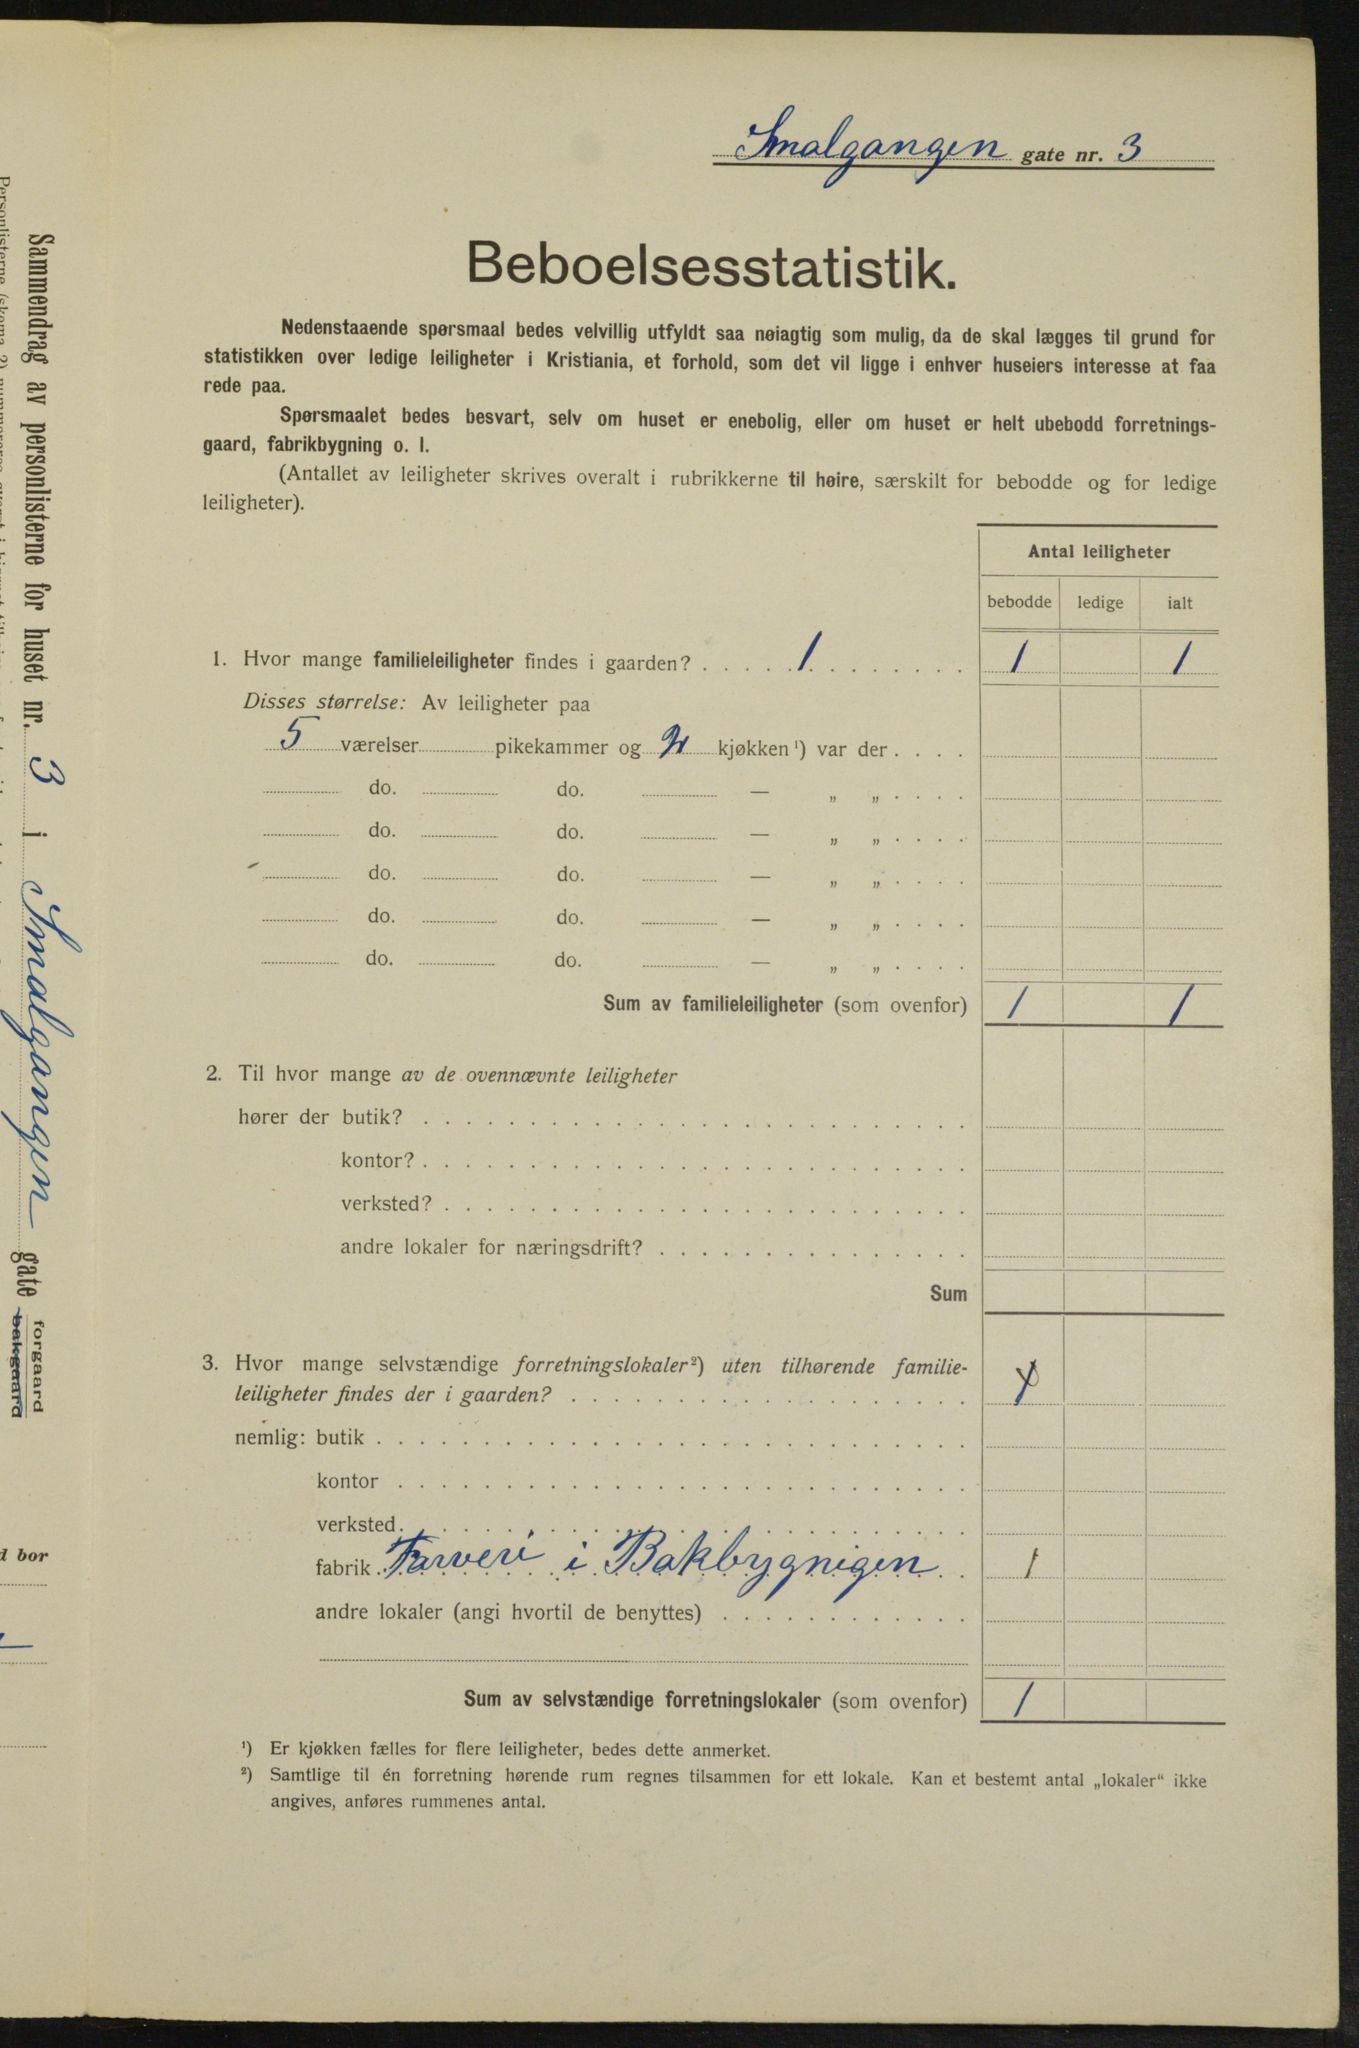 Smalgangen gate nr. 3
Beboelsesstatistik.
Nedenstaaende spørsmaal bedes velvillig utfyldt saa nøiagtig som mulig, da de skal lægges til grund for
statistikken over ledige leiligheter i Kristiania, et forhold, som det vil ligge i enhver huseiers interesse at faa
rede paa.
Spørsmaalet bedes besvart, selv om huset er enebolig, eller om huset er helt ubebodd forretnings-
gaard, fabrikbygning o. l.
(Antallet av leiligheter skrives overalt i rubrikkerne til høire, særskilt for bebodde og for ledige
leiligheter).
Antal leiligheter
bebodde ledige ialt
1. Hvor mange familieleiligheter findes i gaarden? . . . . . 1 . . . . . . . . 1 1
Disses størrelse: Av leiligheter paa
5 værelser pikekammer og 2 kjøkken ¹) var der . . . .
do. do. — „ „ . . . .
do. do. — „ „ . . . .
do. do. — „ „ . . . .
do. do. — „ „ . . . .
do. do. — „ „ . . . .
Sum av familieleiligheter (som ovenfor) 1 1
2. Til hvor mange av de ovennævnte leiligheter
hører der butik? . . . . . . . . . . . . . . . . . . . . . . . . . .
kontor? . . . . . . . . . . . . . . . . . . . . . .
verksted? . . . . . . . . . . . . . . . . . . . . .
andre lokaler for næringsdrift? . . . . . . . . . . . . . . .
Sum
3. Hvor mange selvstændige forretningslokaler²) uten tilhørende familie-
leiligheter findes der i gaarden? . . . . . . . . . . . . . . . . . . .
nemlig: butik . . . . . . . . . . . . . . . . . . . . . . . . . . . .
kontor . . . . . . . . . . . . . . . . . . . . . . . . . . .
verksted . . . . . . . . . . . . . . . . . . . . . . . . . .
fabrik Farveri i Bakbygnigen . . 1
andre lokaler (angi hvortil de benyttes) . . . . . . . . . . . .
Sum av selvstændige forretningslokaler (som ovenfor) 1
¹) Er kjøkken fælles for flere leiligheter, bedes dette anmerket.
²) Samtlige til én forretning hørende rum regnes tilsammen for ett lokale. Kan et bestemt antal „lokaler“ ikke
angives, anføres rummenes antal.
Sammendrag av personlisterne for huset nr. 3 i Smalgangen gate forgaard
bakgaard
d bor